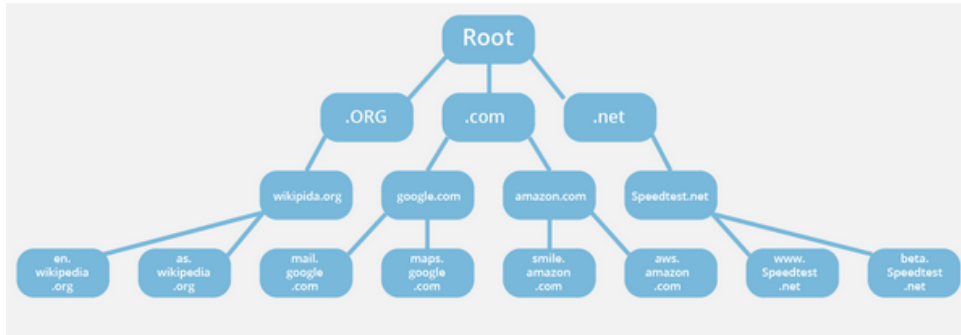 Root
.ORG
.com
.net
wikipida.org
google.com
amazon.com
Speedtest.net
en.
wikipedia
.org
as.
wikipedia
.org
mail.
google
.com
maps.
google
.com
smile.
amazon
.com
aws.
amazon
.com
www.
Speedtest
.net
beta.
Speedtest
.net